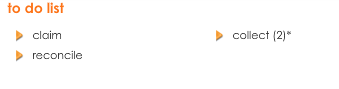 to do list
claim
collect (2)*
reconcile